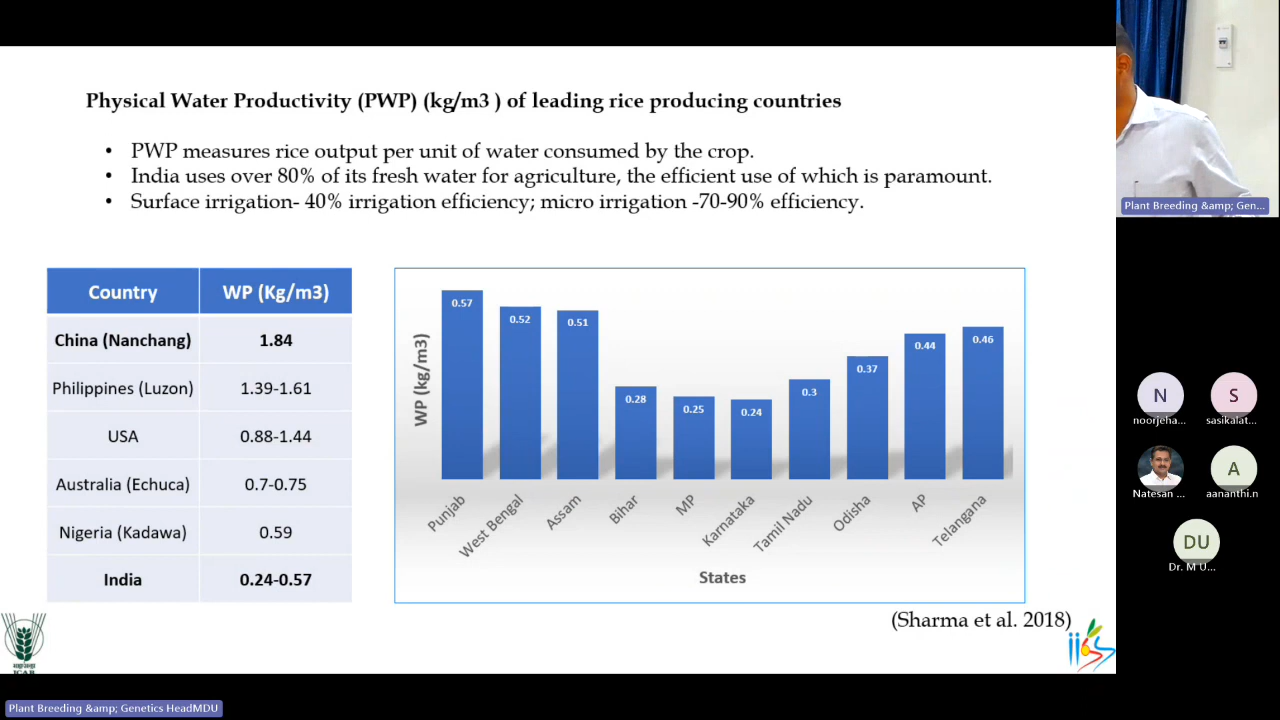 Physical Water Productivity (PWP) (kg/m3 ) of leading rice producing countries
• PWP measures rice output per unit of water consumed by the crop.
• India uses over 80% of its fresh water for agriculture, the efficient use of which is paramount.
• Surface irrigation- 40% irrigation efficiency; micro irrigation -70-90% efficiency.
Country WP (Kg/m3)
China (Nanchang) 1.84
Philippines (Luzon) 1.39-1.61
USA 0.88-1.44
Australia (Echuca) 0.7-0.75
Nigeria (Kadawa) 0.59
India 0.24-0.57
WP (kg/m3)
0.57 0.52 0.51 0.28 0.25 0.24 0.3 0.37 0.44 0.46
Punjab West Bengal Assam Bihar MP Karnataka Tamil Nadu Odisha AP Telangana
States
(Sharma et al. 2018)
ICAR
Plant Breeding &amp; Gen...
N
noorjeha...
S
sasikalat...
Natesan ...
A
aananthi.n
DU
Dr. M U...
Plant Breeding &amp; Genetics HeadMDU